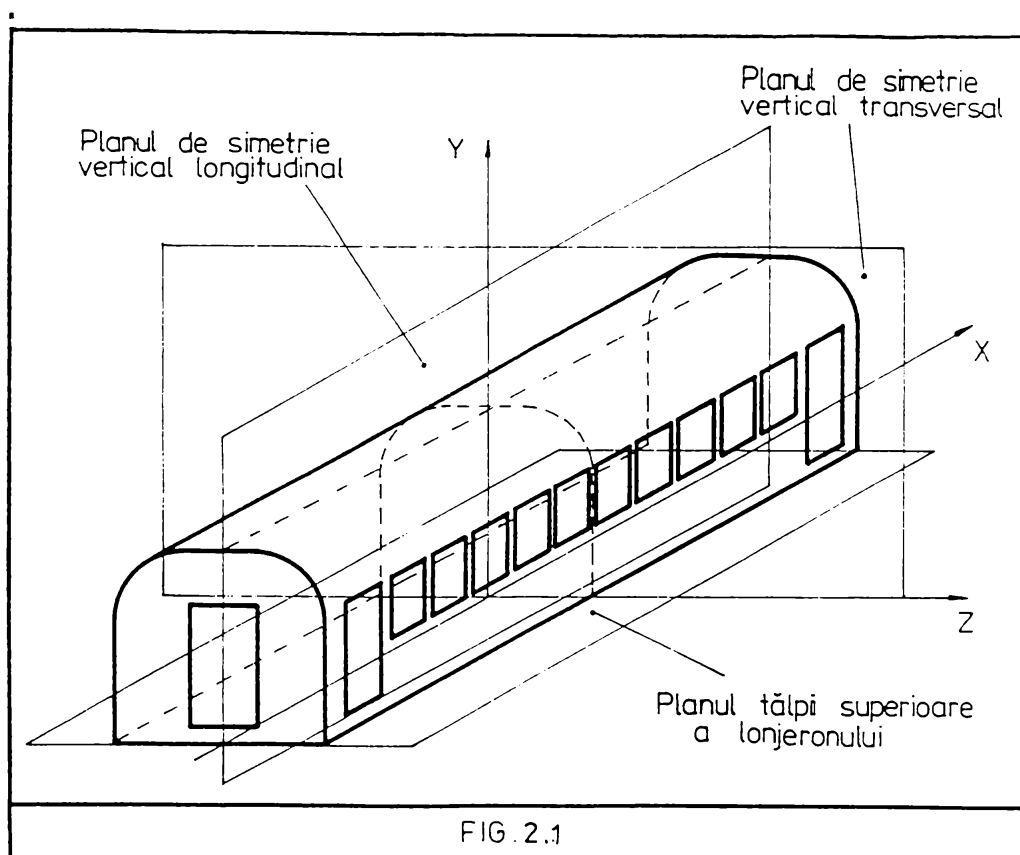 Planul de simetrie
vertical transversal
Planul de simetrie
vertical longitudinal
Y
X
Z
Planul tălpii superioare
a lonjeronului
FIG. 2.1